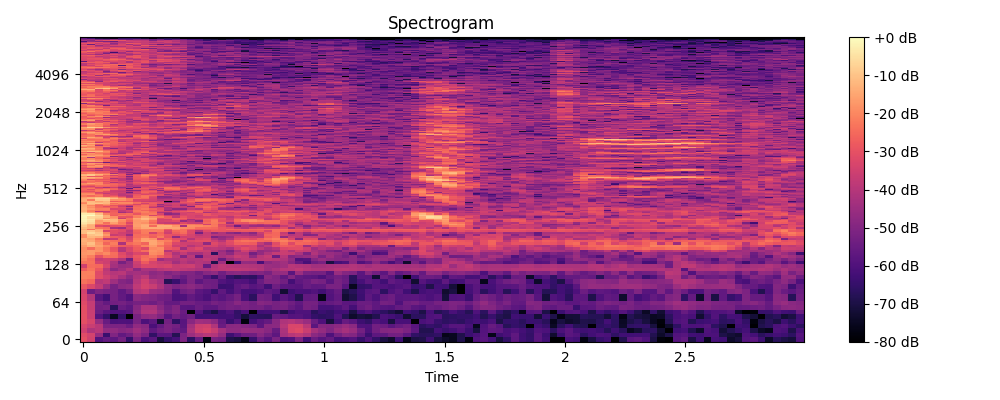 Spectrogram
Hz
4096
2048
1024
512
256
128
64
0
0
0.5
1
1.5
2
2.5
Time
+0 dB
-10 dB
-20 dB
-30 dB
-40 dB
-50 dB
-60 dB
-70 dB
-80 dB